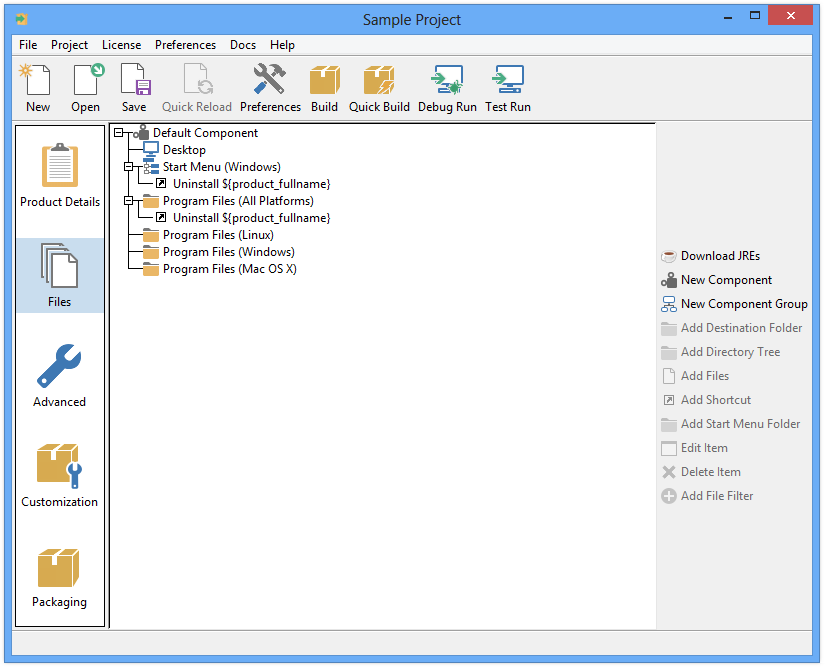 Sample Project
File Project License Preferences Docs Help
New Open Save Quick Reload Preferences Build Quick Build Debug Run Test Run
Product Details
Files
Advanced
Customization
Packaging
Default Component
Desktop
Start Menu (Windows)
Uninstall ${product_fullname}
Program Files (All Platforms)
Uninstall ${product_fullname}
Program Files (Linux)
Program Files (Windows)
Program Files (Mac OS X)
Download JREs
New Component
New Component Group
Add Destination Folder
Add Directory Tree
Add Files
Add Shortcut
Add Start Menu Folder
Edit Item
Delete Item
Add File Filter